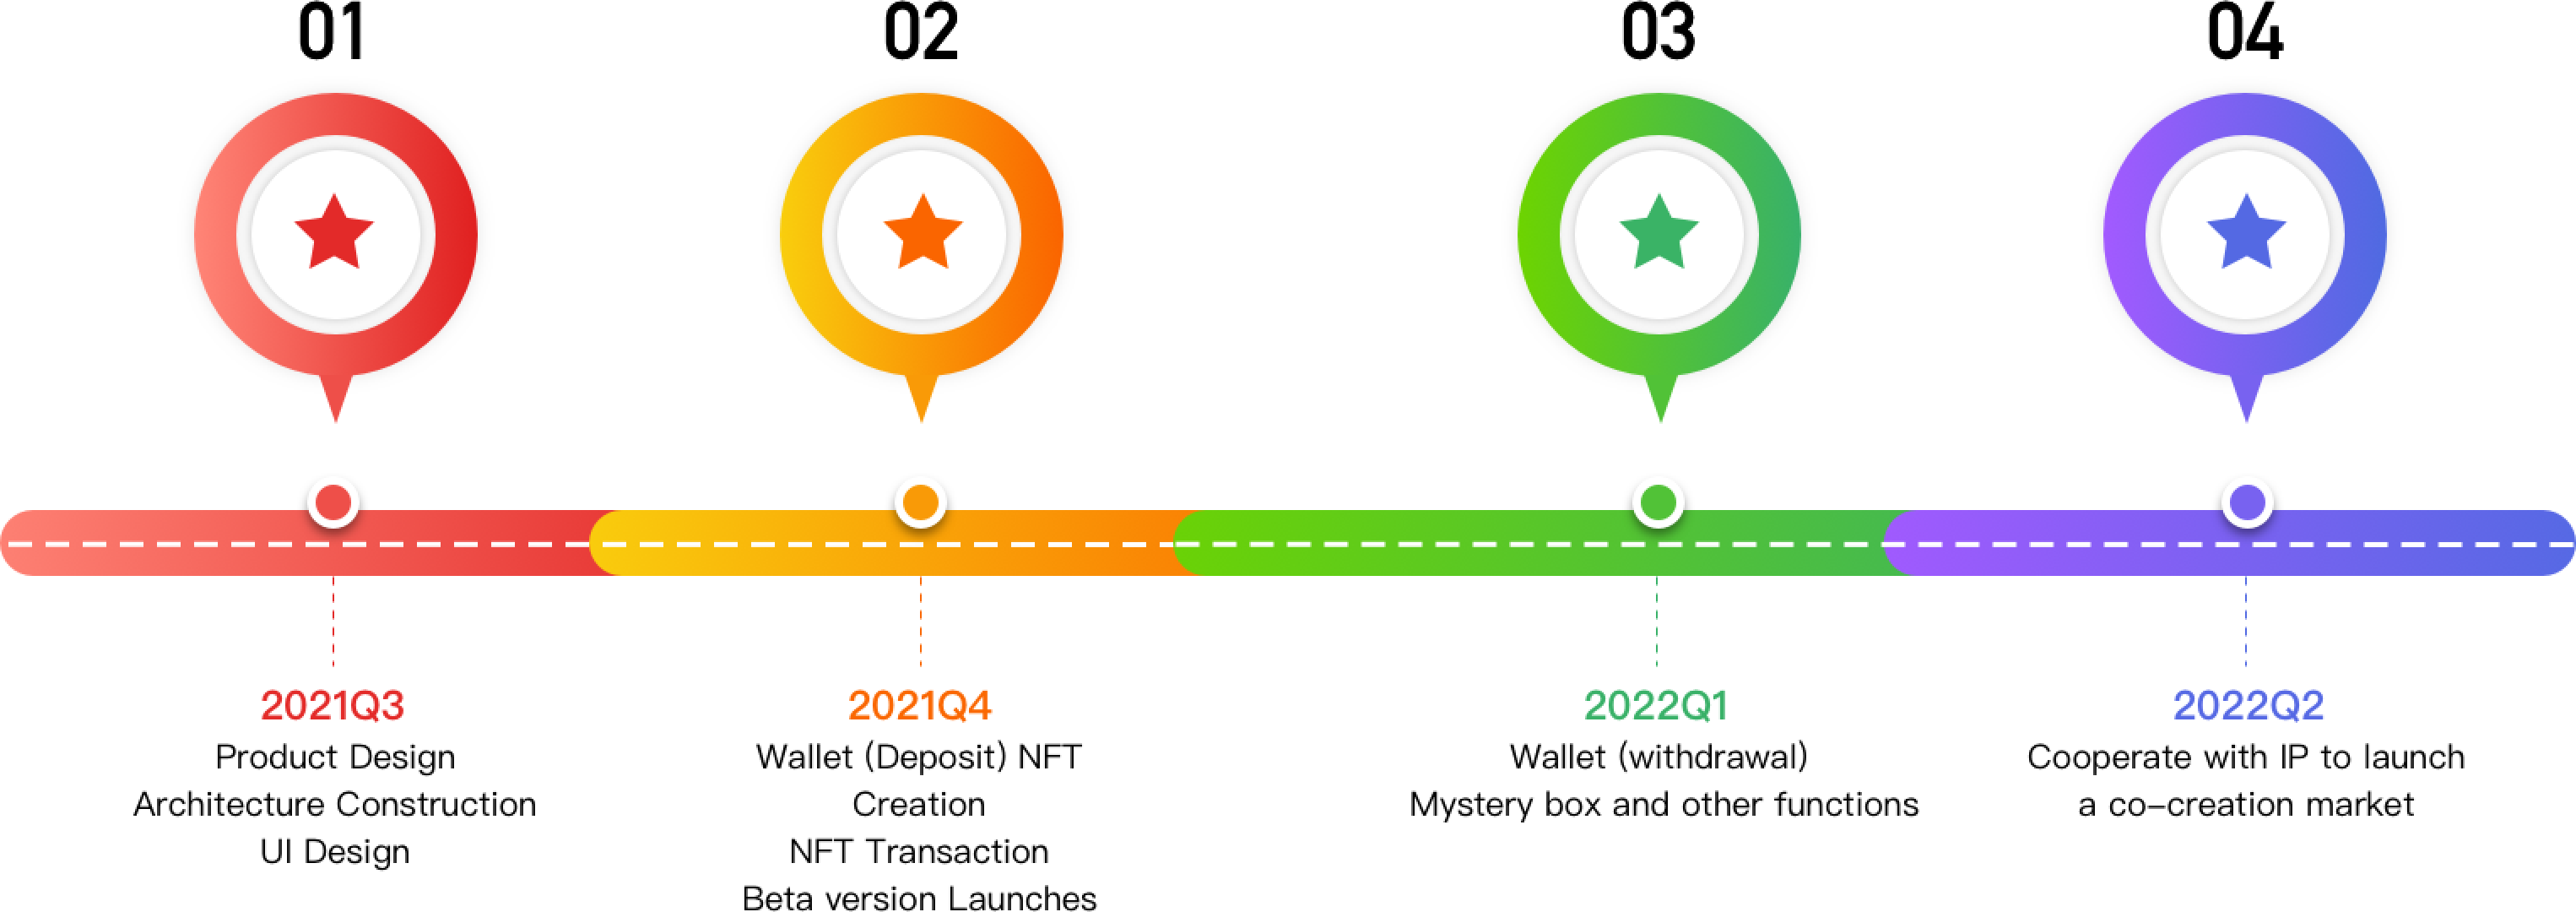 01
02
03
04
2021Q3
Product Design
Architecture Construction
UI Design
2021Q4
Wallet (Deposit) NFT
Creation
NFT Transaction
Beta version Launches
2022Q1
Wallet (withdrawal)
Mystery box and other functions
2022Q2
Cooperate with IP to launch
a co–creation market